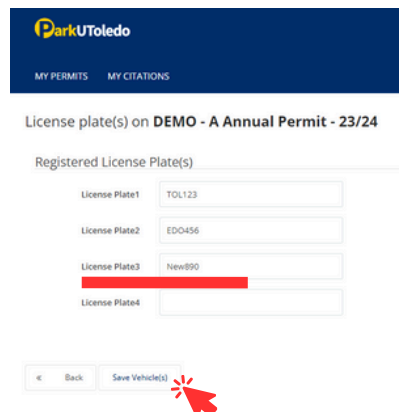 ParkUToledo
MY PERMITS MY CITATIONS
License plate(s) on DEMO - A Annual Permit - 23/24
Registered License Plate(s)
License Plate1 TOL123
License Plate2 EDO456
License Plate3 New890
License Plate4
« Back Save Vehicle(s)